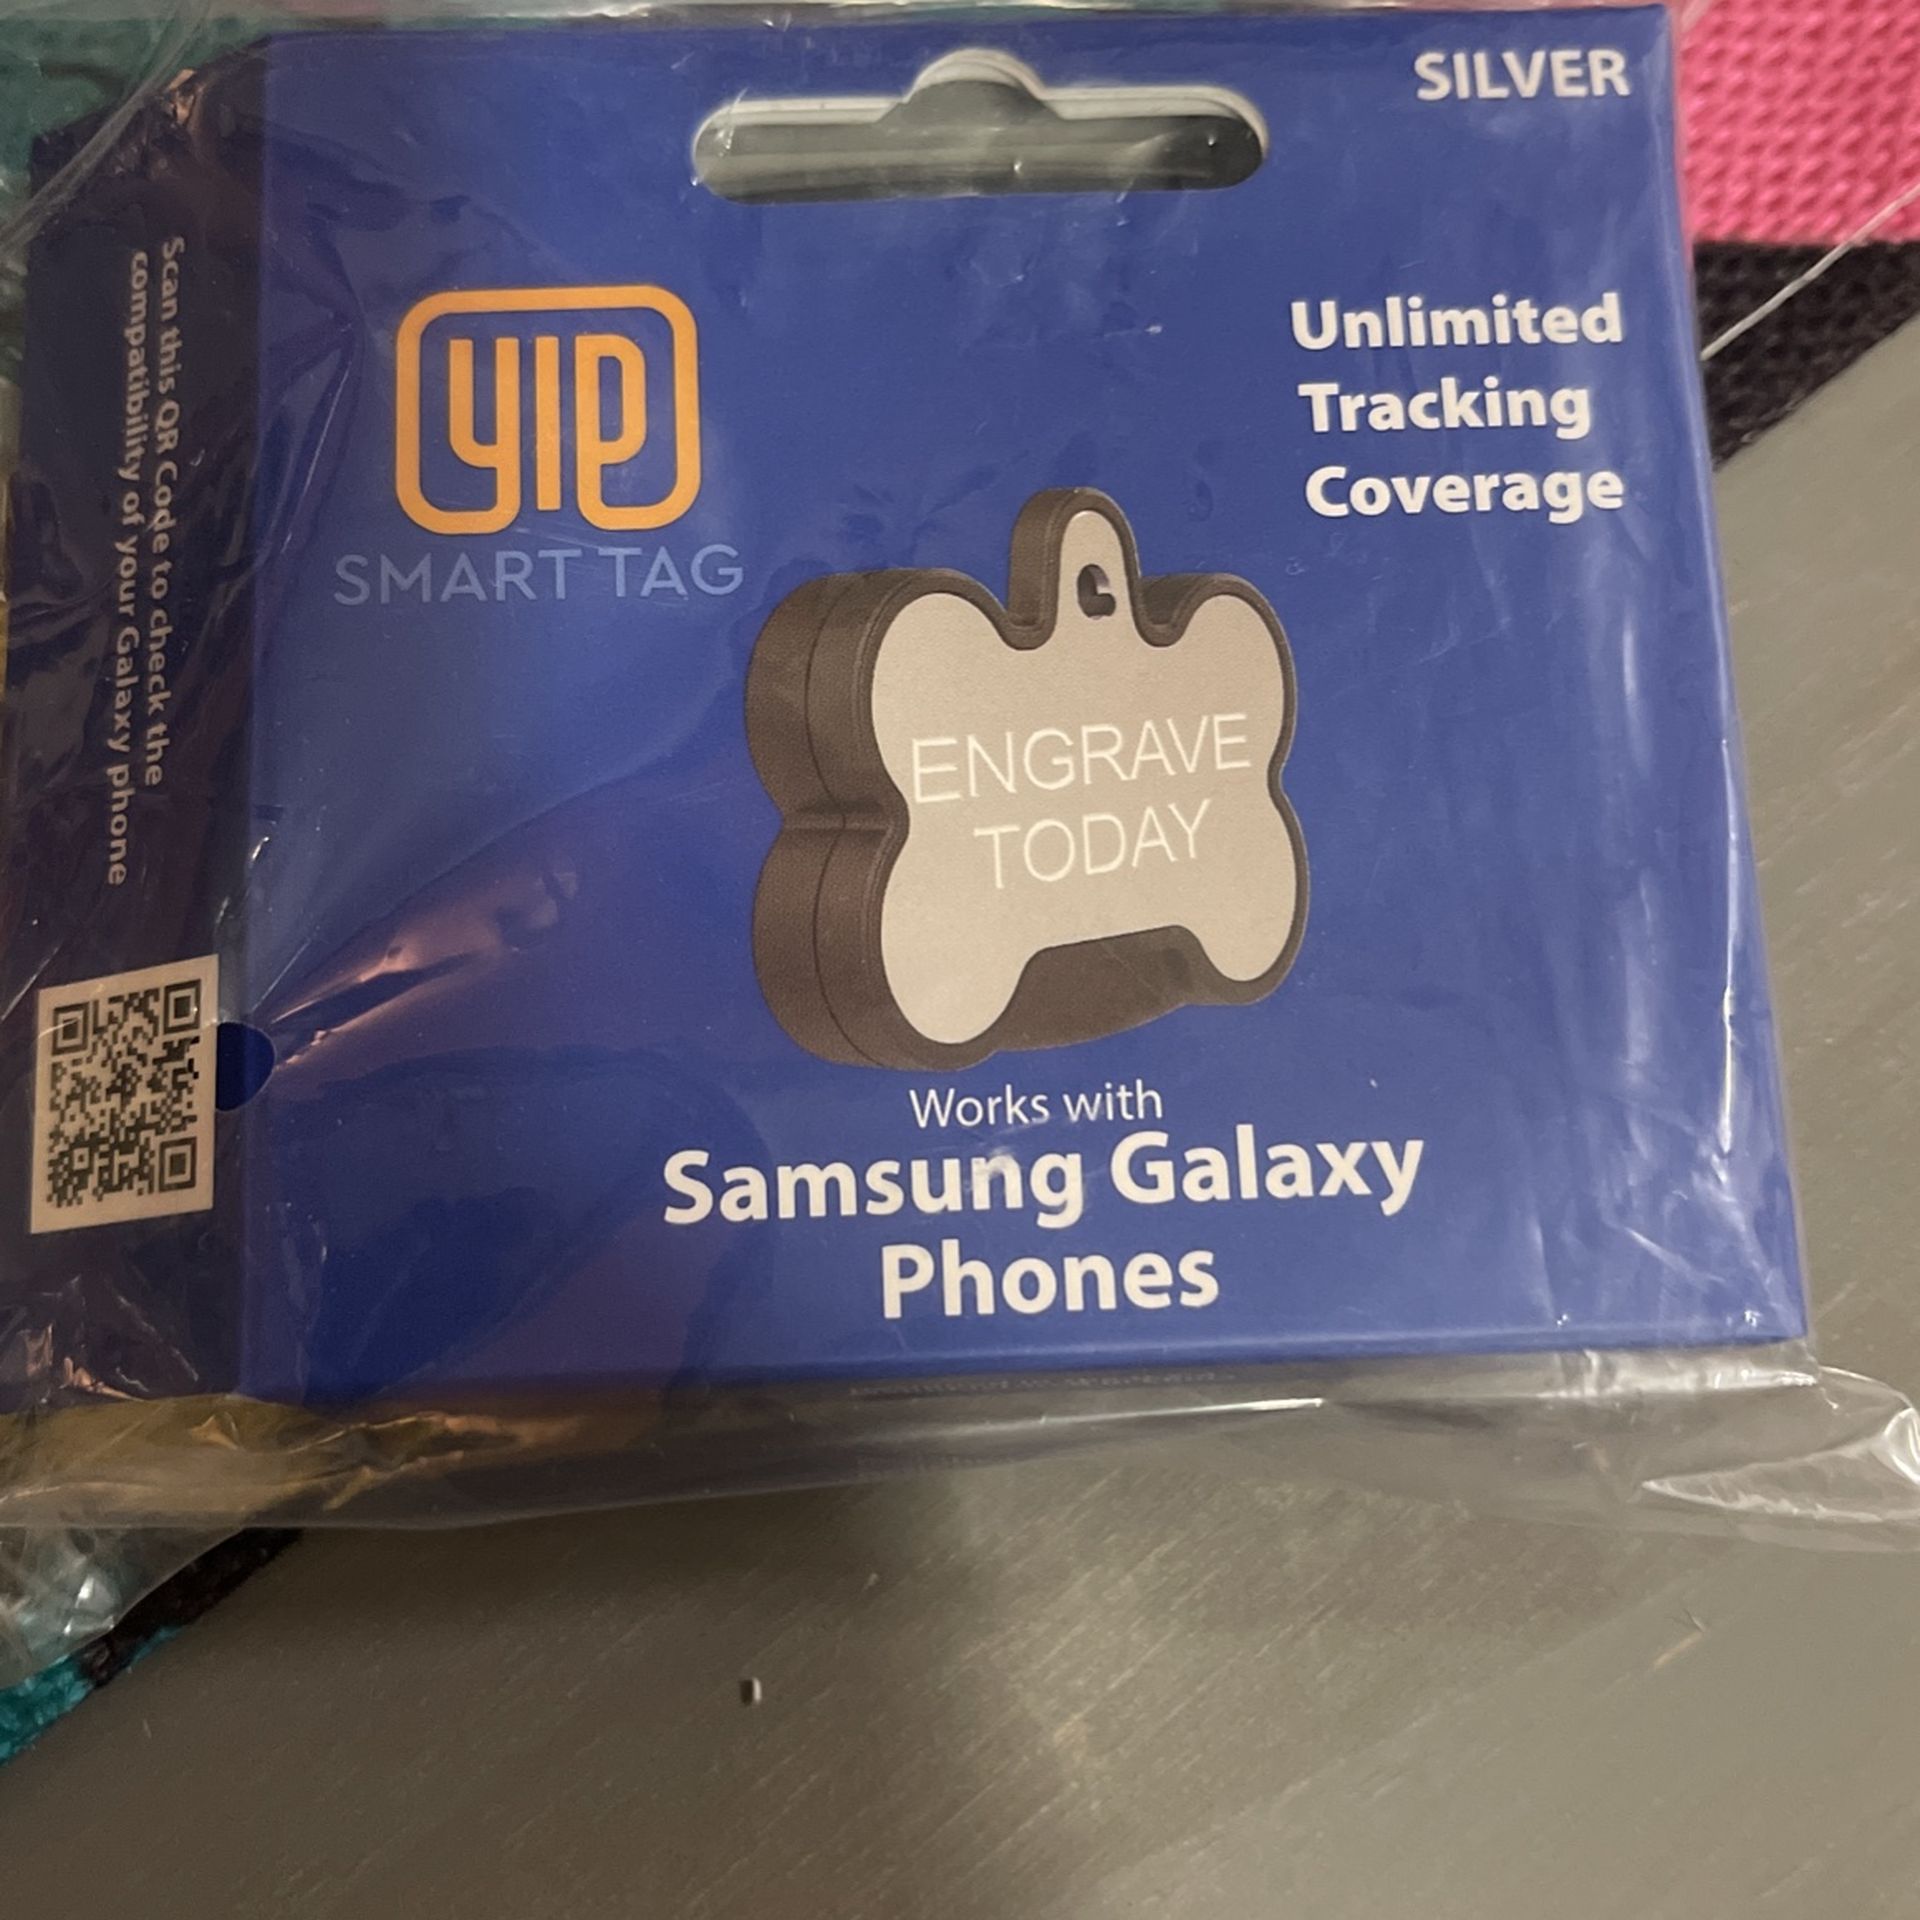 SILVER
YIP
SMART TAG
Unlimited
Tracking
Coverage
ENGRAVE
TODAY
Works with
Samsung Galaxy
Phones
Scan this QR Code to check the
compatibility of your Galaxy phone